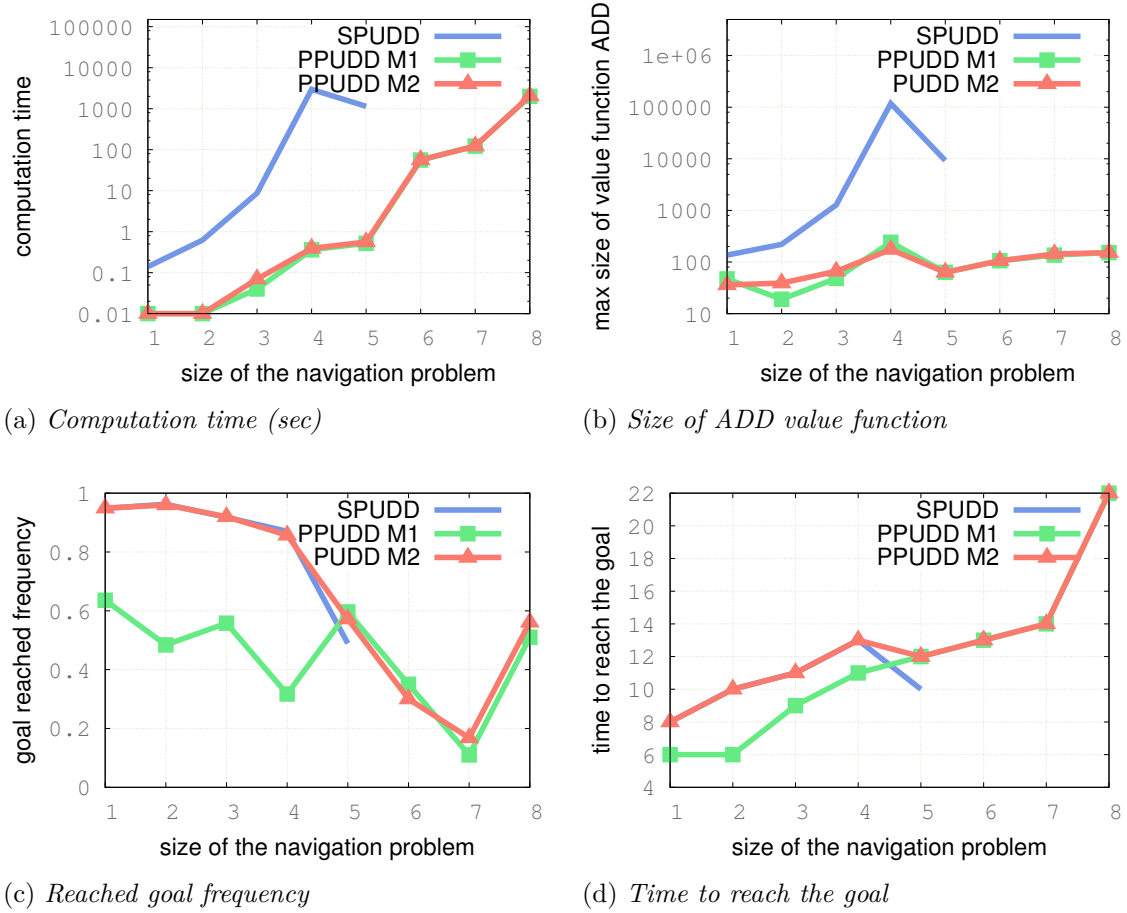 100000
10000
1000
100
10
1
0.1
0.01
1 2 3 4 5 6 7 8
computation time
size of the navigation problem
SPUDD
PPUDD M1
PPUDD M2
(a) Computation time (sec)
1e+06
100000
10000
1000
100
10
1 2 3 4 5 6 7 8
max size of value function ADD
size of the navigation problem
SPUDD
PPUDD M1
PUDD M2
(b) Size of ADD value function
1
0.8
0.6
0.4
0.2
0
1 2 3 4 5 6 7 8
goal reached frequency
size of the navigation problem
SPUDD
PPUDD M1
PUDD M2
(c) Reached goal frequency
22
20
18
16
14
12
10
8
6
4
1 2 3 4 5 6 7 8
time to reach the goal
size of the navigation problem
SPUDD
PPUDD M1
PPUDD M2
(d) Time to reach the goal